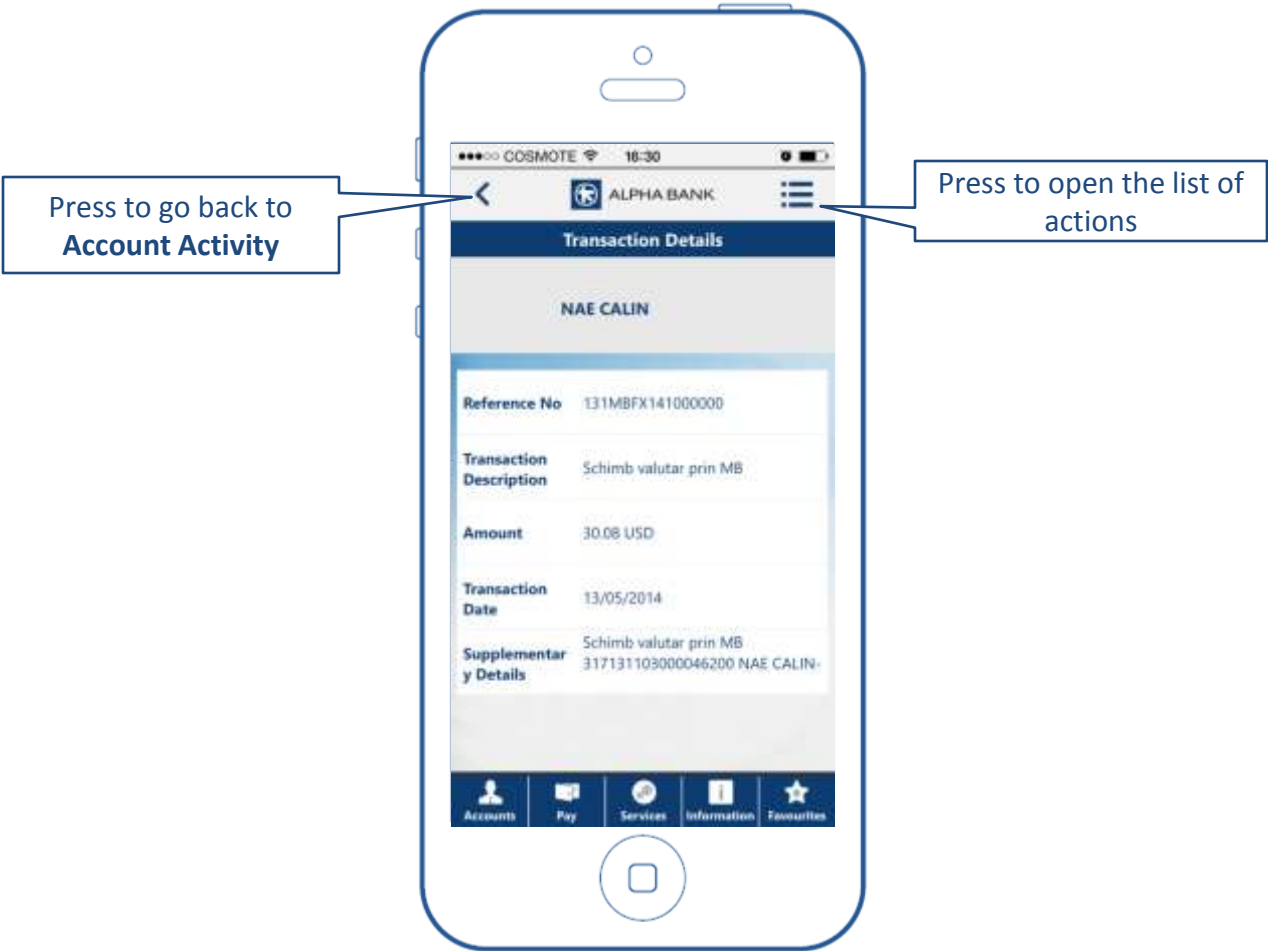 COSMOTE 16:30
ALPHA BANK
Press to go back to
Account Activity
Press to open the list of
actions
Transaction Details
NAE CALIN
Reference No 131MBFX141000000
Transaction
Description
Schimb valutar prin MB
Amount 30.08 USD
Transaction
Date
13/05/2014
Supplementar
y Details
Schimb valutar prin MB
317131103000046200 NAE CALIN-
Accounts Pay Services Information Favourites